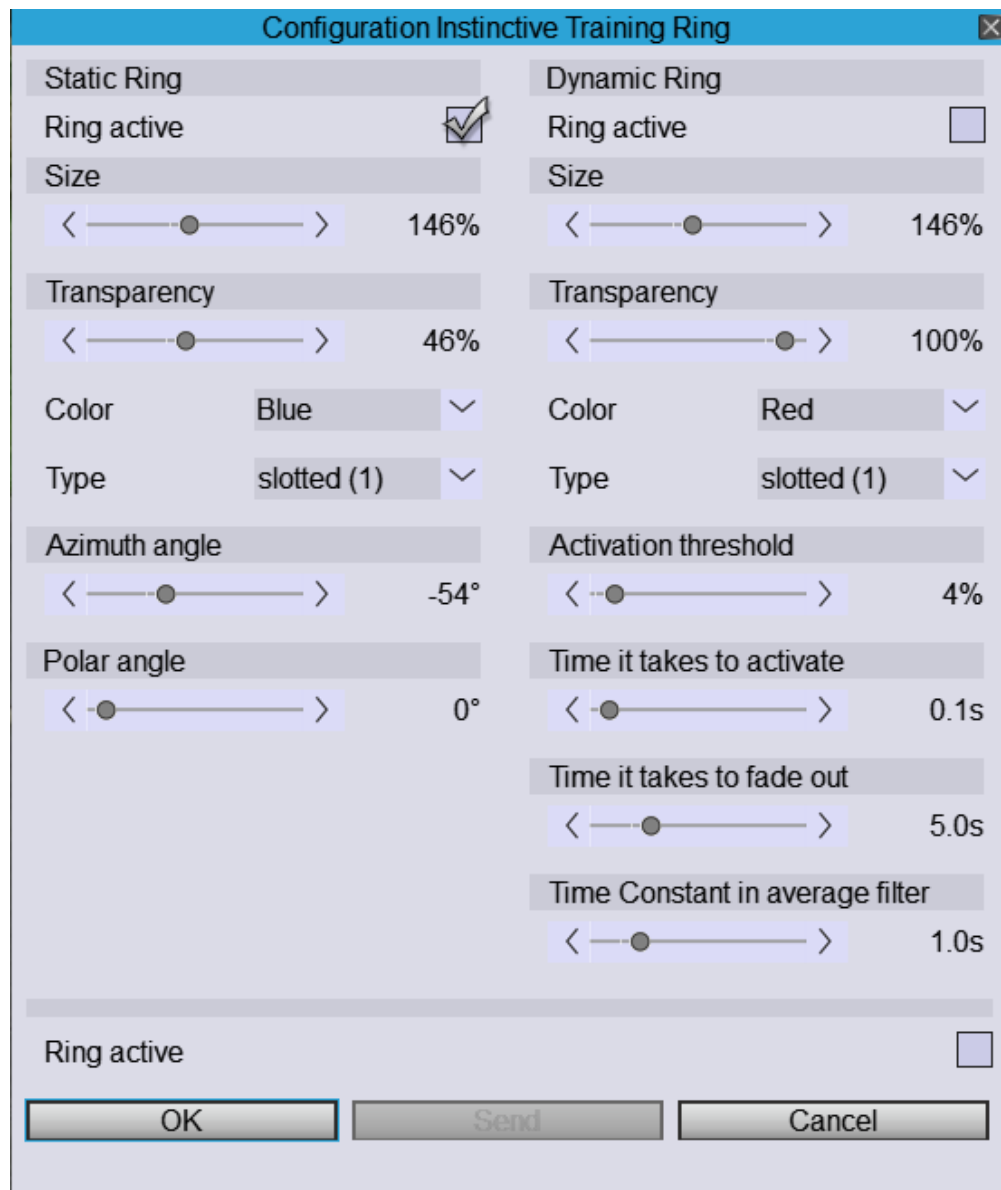 Configuration Instinctive Training Ring
Static Ring
Ring active
Size
146%
Transparency
46%
Color Blue
Type slotted (1)
Azimuth angle
-54°
Polar angle
0°
Dynamic Ring
Ring active
Size
146%
Transparency
100%
Color Red
Type slotted (1)
Activation threshold
4%
Time it takes to activate
0.1s
Time it takes to fade out
5.0s
Time Constant in average filter
1.0s
Ring active
OK Send Cancel